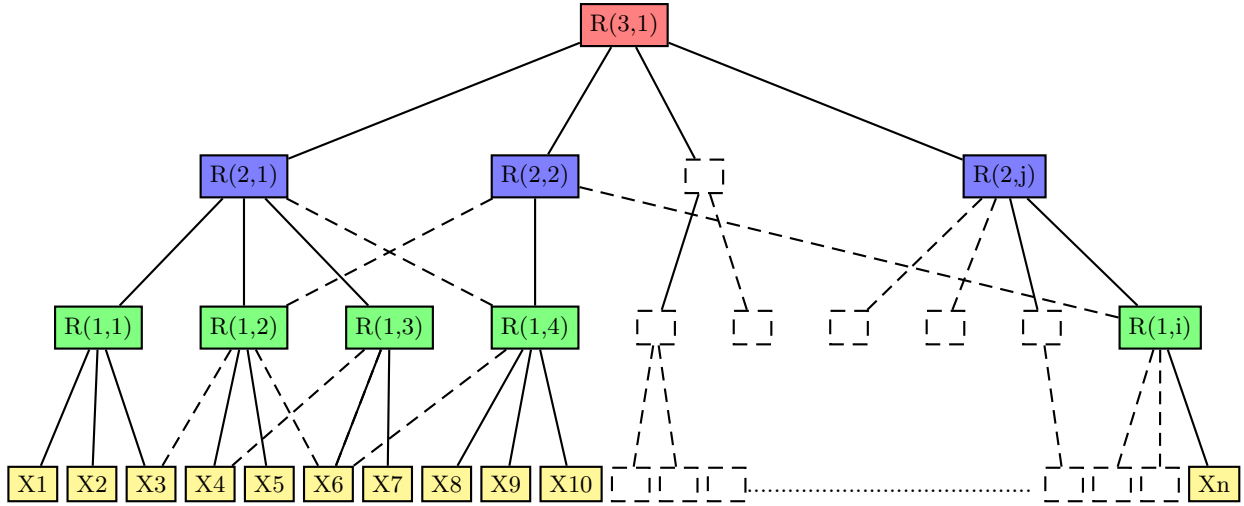 R(3,1)
R(2,1) R(2,2) R(2,j)
R(1,1) R(1,2) R(1,3) R(1,4) R(1,i)
X1 X2 X3 X4 X5 X6 X7 X8 X9 X10 Xn